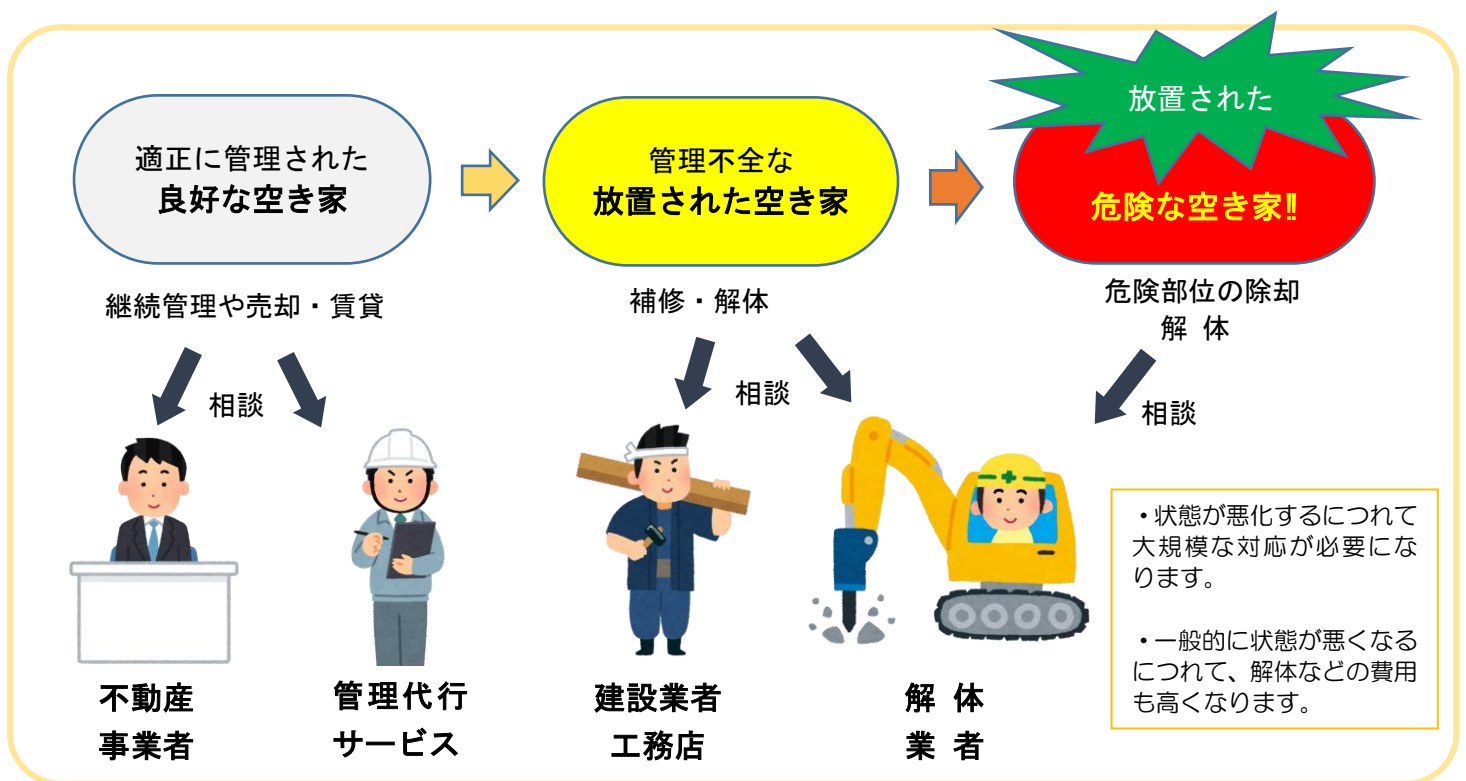 適正に管理された
良好な空き家
管理不全な
放置された空き家
放置された
危険な空き家‼
継続管理や売却・賃貸
補修・解体
危険部位の除却
解 体
相談
相談
相談
不動産
事業者
管理代行
サービス
建設業者
工務店
解 体
業 者
・状態が悪化するにつれて
大規模な対応が必要にな
ります。
・一般的に状態が悪くなる
につれて、解体などの費用
も高くなります。